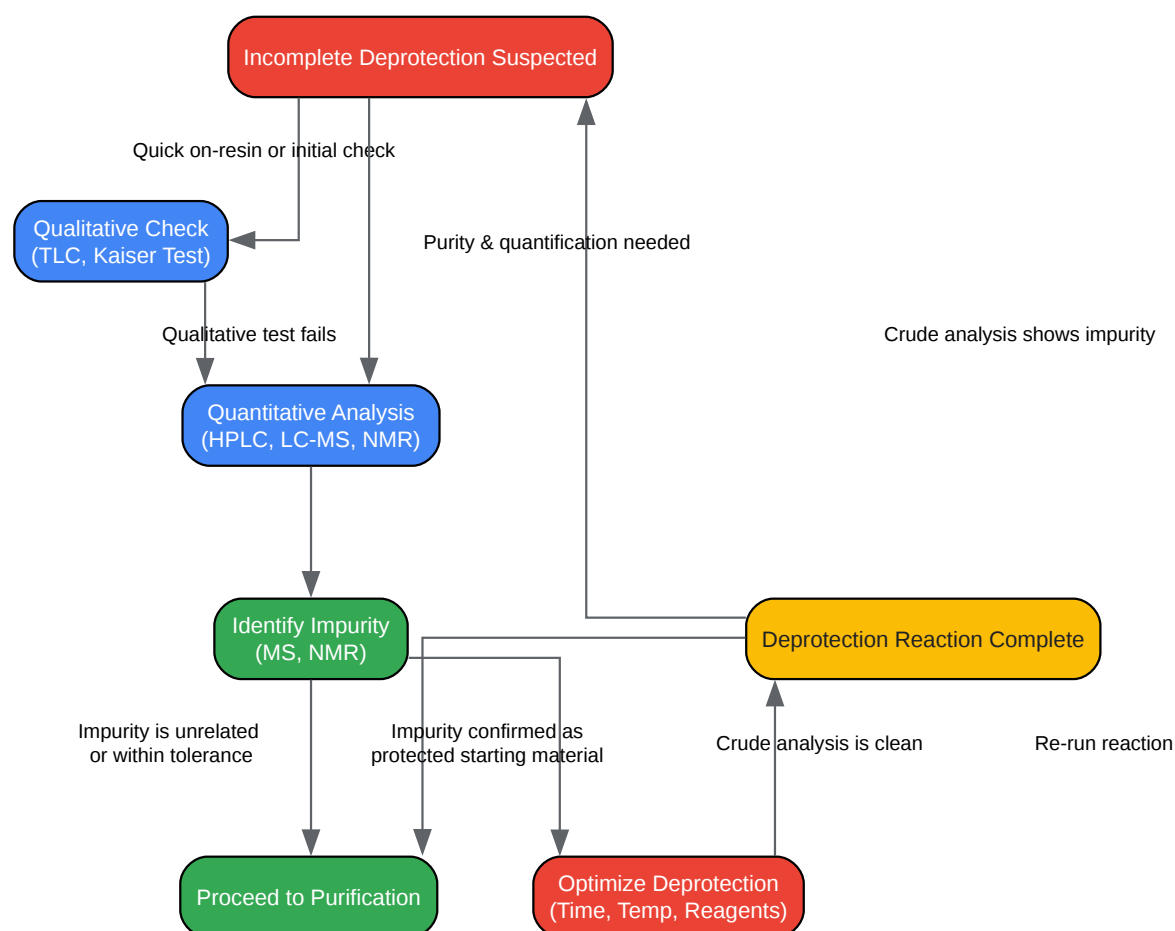 Incomplete Deprotection Suspected
Quick on-resin or initial check
Qualitative Check
(TLC, Kaiser Test)
Purity & quantification needed
Qualitative test fails
Crude analysis shows impurity
Quantitative Analysis
(HPLC, LC-MS, NMR)
Identify Impurity
(MS, NMR)
Deprotection Reaction Complete
Impurity is unrelated
or within tolerance
Impurity confirmed as
protected starting material
Crude analysis is clean
Re-run reaction
Proceed to Purification
Optimize Deprotection
(Time, Temp, Reagents)